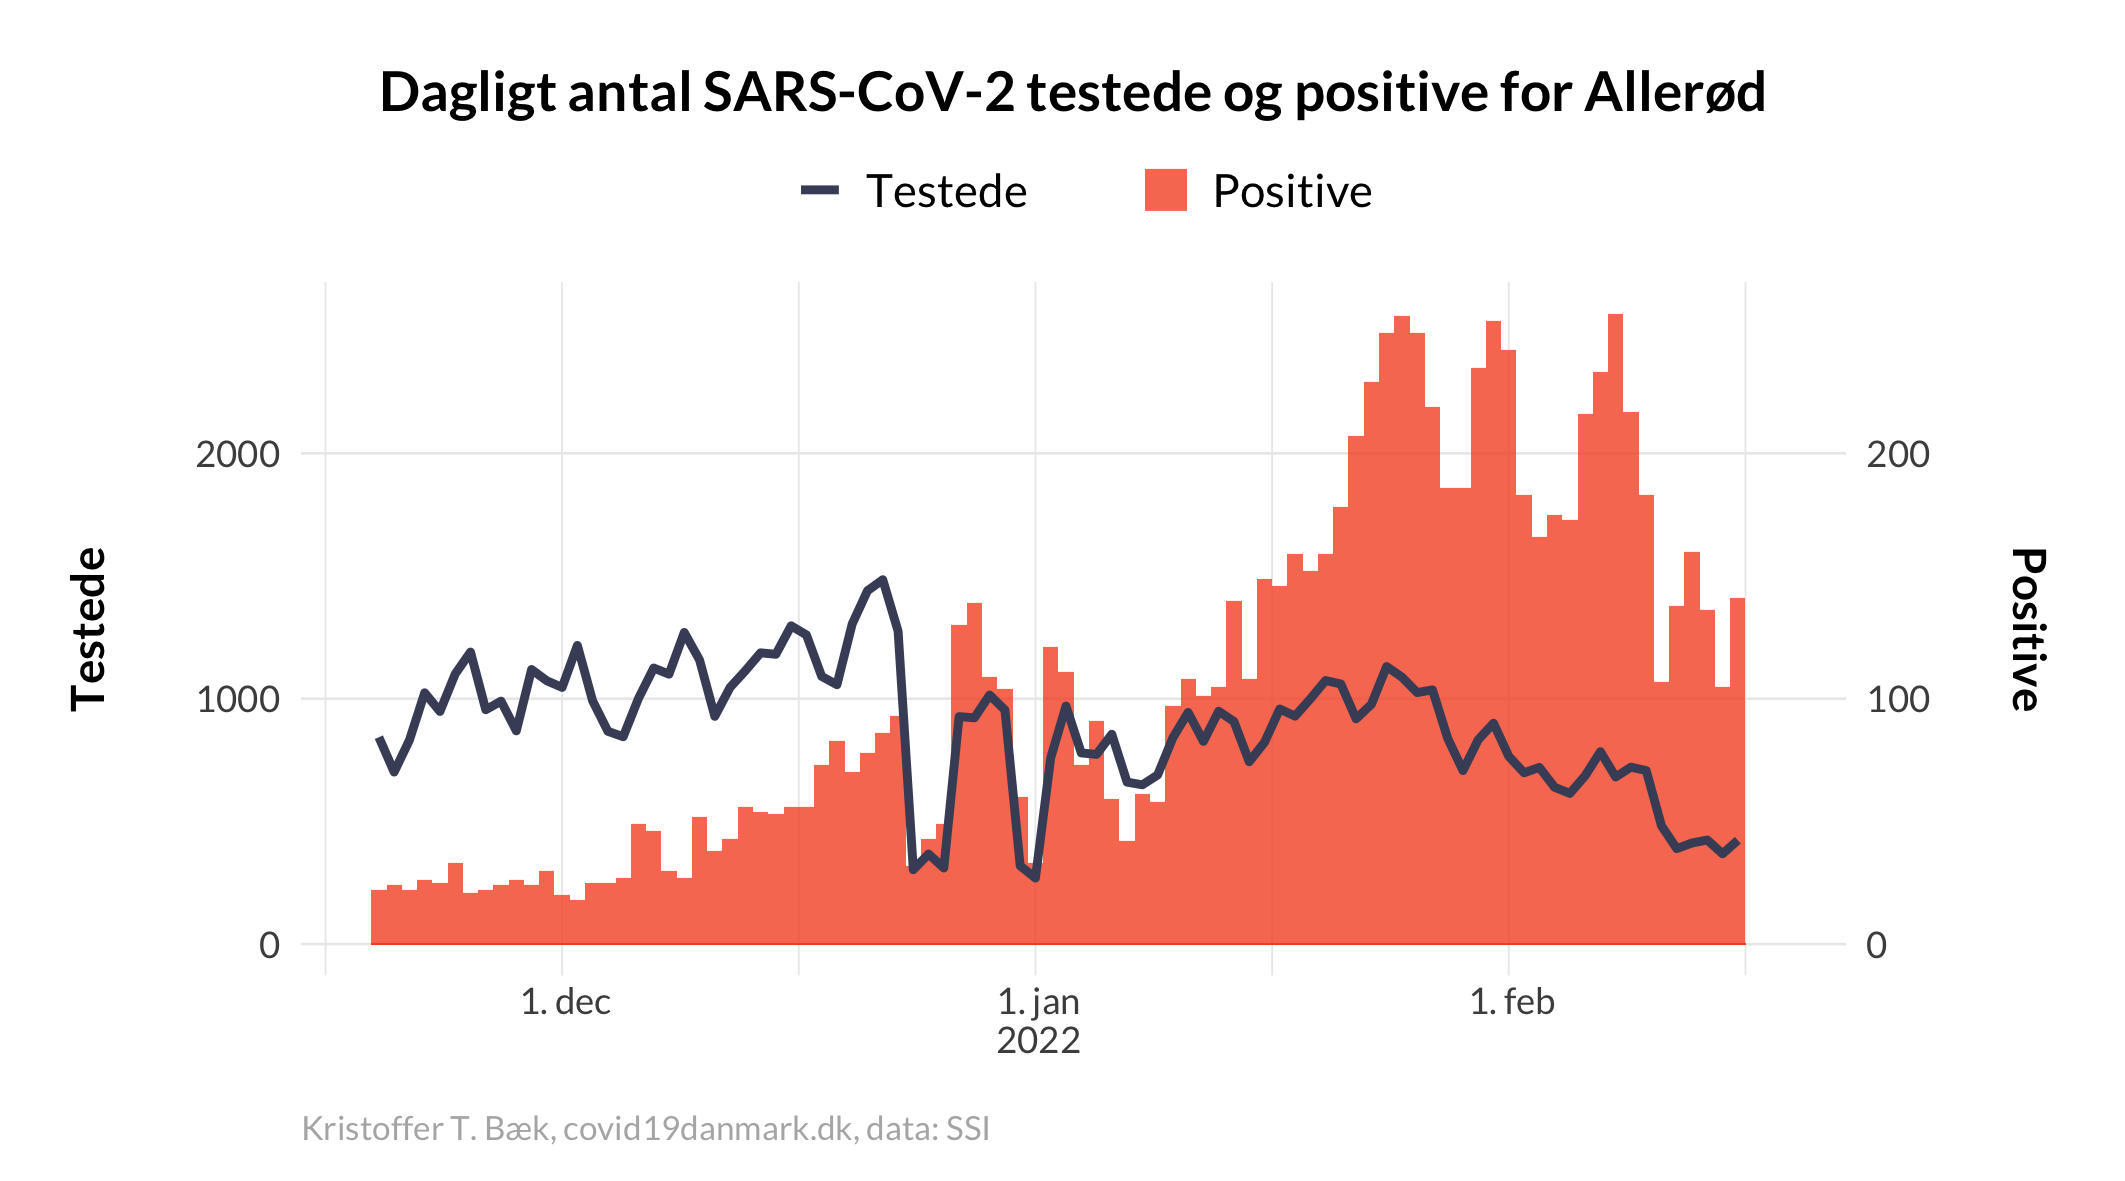 Dagligt antal SARS-CoV-2 testede og positive for Allerød
Testede
Positive
Testede
2000
1000
0
200
100
0
Positive
1. dec
1. jan
2022
1. feb
Kristoffer T. Bæk, covid19danmark.dk, data: SSI